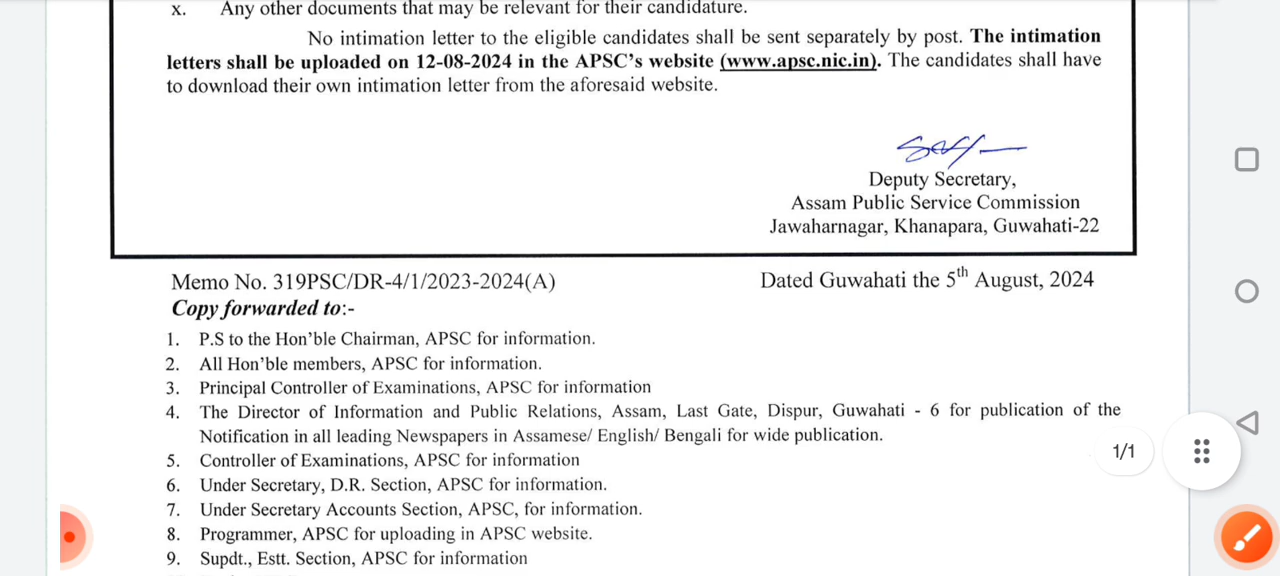 x. Any other documents that may be relevant for their candidature.
No intimation letter to the eligible candidates shall be sent separately by post. The intimation
letters shall be uploaded on 12-08-2024 in the APSC's website (www.apsc.nic.in). The candidates shall have
to download their own intimation letter from the aforesaid website.
Deputy Secretary,
Assam Public Service Commission
Jawaharnagar, Khanapara, Guwahati-22
Memo No. 319PSC/DR-4/1/2023-2024(A) Dated Guwahati the 5th August, 2024
Copy forwarded to:-
1. P.S to the Hon'ble Chairman, APSC for information.
2. All Hon'ble members, APSC for information.
3. Principal Controller of Examinations, APSC for information
4. The Director of Information and Public Relations, Assam, Last Gate, Dispur, Guwahati - 6 for publication of the
Notification in all leading Newspapers in Assamese/ English/ Bengali for wide publication.
1/1
5. Controller of Examinations, APSC for information
6. Under Secretary, D.R. Section, APSC for information.
7. Under Secretary Accounts Section, APSC, for information.
8. Programmer, APSC for uploading in APSC website.
9. Supdt., Estt. Section, APSC for information